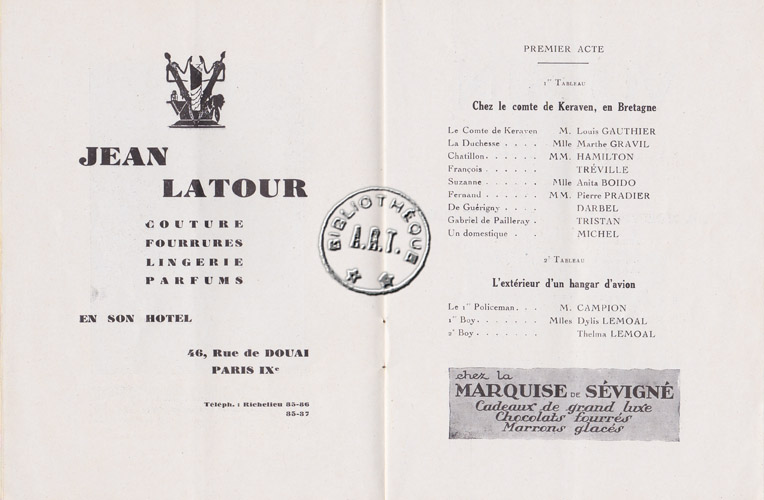 JEAN
LATOUR
COUTURE
FOURRURES
LINGERIE
PARFUMS
EN SON HOTEL
46, Rue de DOUAI
PARIS IXe
Téléph. : Richelieu 85-86
85-87
BIBLIOTHÈQUE
A.R.T.
PREMIER ACTE
1er TABLEAU
Chez le comte de Keraven, en Bretagne
Le Comte de Keraven M. Louis GAUTHIER
La Duchesse . . . . Mlle Marthe GRAVIL
Chatillon . . . . . . MM. HAMILTON
François . . . . . . TRÉVILLE
Suzanne . . . . . . Mlle Anita BOIDO
Fernand . . . . . . MM. Pierre PRADIER
De Guérigny . . . DARBEL
Gabriel de Pailleray . TRISTAN
Un domestique . . MICHEL
2e TABLEAU
L'extérieur d'un hangar d'avion
Le 1er Policeman . . . M. CAMPION
1er Boy . . . . . . . Mlles Dylis LEMOAL
2e Boy . . . . . . . Thelma LEMOAL
chez la
MARQUISE DE SÉVIGNÉ
Cadeaux de grand luxe
Chocolats fourrés
Marrons glacés